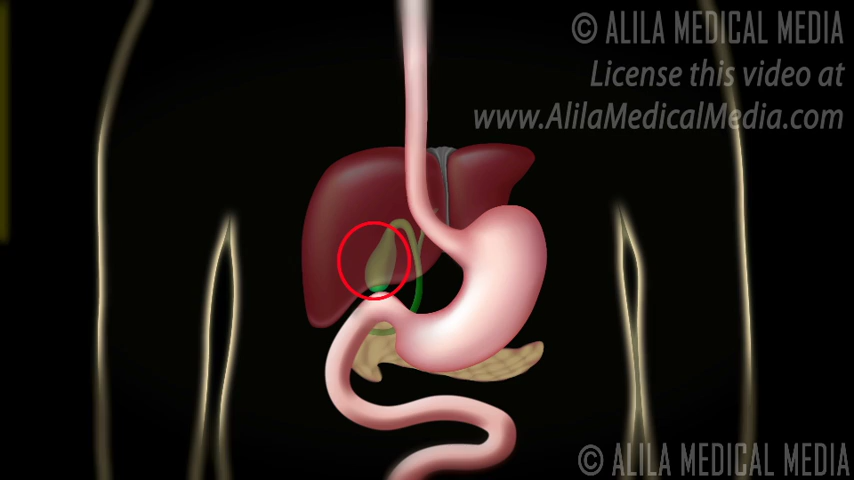 © ALILA MEDICAL MEDIA
License this video at
www.AlilaMedicalMedia.com
© ALILA MEDICAL MEDIA